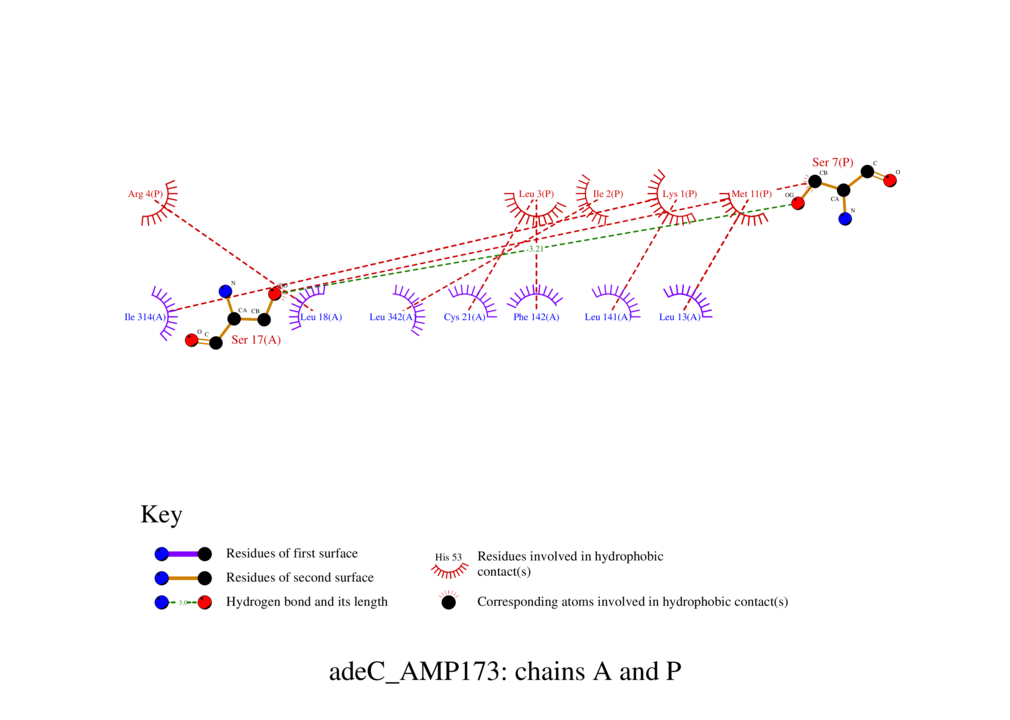 Ser 7(P)
C
CB
O
Arg 4(P)
Leu 3(P)
Ile 2(P)
Lys 1(P)
Met 11(P)
OG
CA
N
3.21
N
Ile 314(A)
CA
CB
Leu 18(A)
Leu 342(A)
Cys 21(A)
Phe 142(A)
Leu 141(A)
Leu 13(A)
O
C
Ser 17(A)
Key
Residues of first surface
His 53
Residues involved in hydrophobic
contact(s)
Residues of second surface
3.0
Hydrogen bond and its length
Corresponding atoms involved in hydrophobic contact(s)
adeC_AMP173: chains A and P